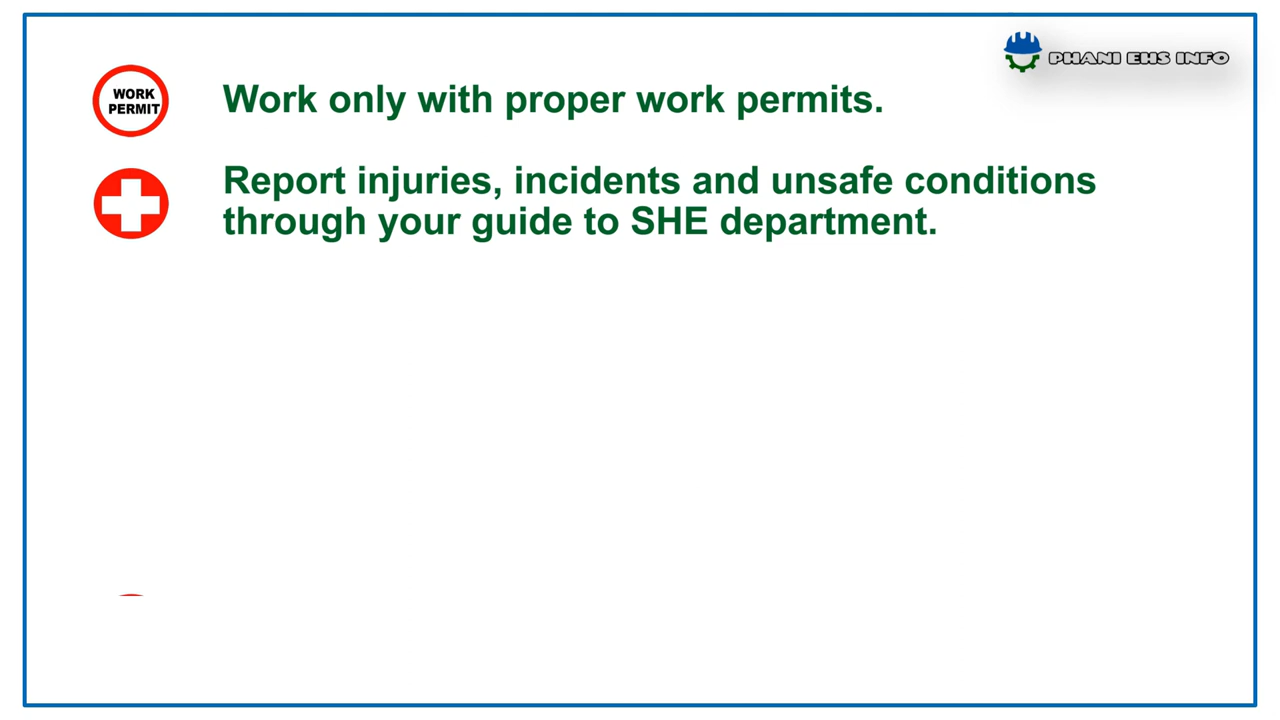 PHANI EHS INFO
WORK
PERMIT
Work only with proper work permits.
Report injuries, incidents and unsafe conditions
through your guide to SHE department.